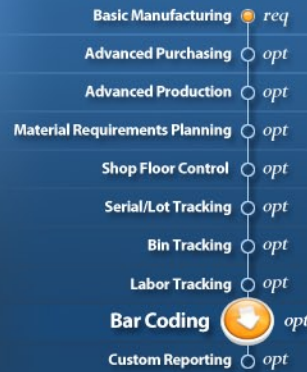 Basic Manufacturing req
Advanced Purchasing opt
Advanced Production opt
Material Requirements Planning opt
Shop Floor Control opt
Serial/Lot Tracking opt
Bin Tracking opt
Labor Tracking opt
Bar Coding opt
Custom Reporting opt